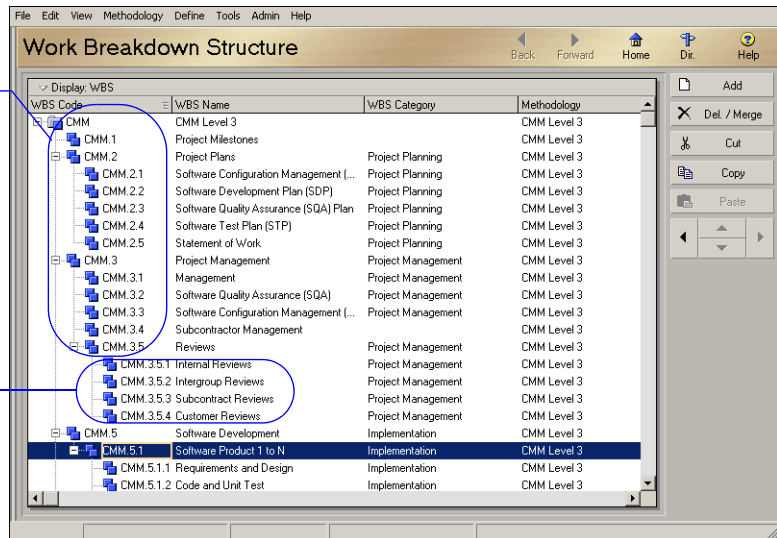 File Edit View Methodology Define Tools Admin Help
Work Breakdown Structure
Back Forward Home Dir. Help
Display: WBS
WBS Code WBS Name WBS Category Methodology
CMM CMM Level 3 CMM Level 3
CMM.1 Project Milestones CMM Level 3
CMM.2 Project Plans Project Planning CMM Level 3
CMM.2.1 Software Configuration Management (... Project Planning CMM Level 3
CMM.2.2 Software Development Plan (SDP) Project Planning CMM Level 3
CMM.2.3 Software Quality Assurance (SQA) Plan Project Planning CMM Level 3
CMM.2.4 Software Test Plan (STP) Project Planning CMM Level 3
CMM.2.5 Statement of Work Project Planning CMM Level 3
CMM.3 Project Management Project Management CMM Level 3
CMM.3.1 Management Project Management CMM Level 3
CMM.3.2 Software Quality Assurance (SQA) Project Management CMM Level 3
CMM.3.3 Software Configuration Management (... Project Management CMM Level 3
CMM.3.4 Subcontractor Management CMM Level 3
CMM.3.5 Reviews Project Management CMM Level 3
CMM.3.5.1 Internal Reviews Project Management CMM Level 3
CMM.3.5.2 Intergroup Reviews Project Management CMM Level 3
CMM.3.5.3 Subcontract Reviews Project Management CMM Level 3
CMM.3.5.4 Customer Reviews Project Management CMM Level 3
CMM.5 Software Development Implementation CMM Level 3
CMM.5.1 Software Product 1 to N Implementation CMM Level 3
CMM.5.1.1 Requirements and Design Implementation CMM Level 3
CMM.5.1.2 Code and Unit Test Implementation CMM Level 3
Add
Del. / Merge
Cut
Copy
Paste